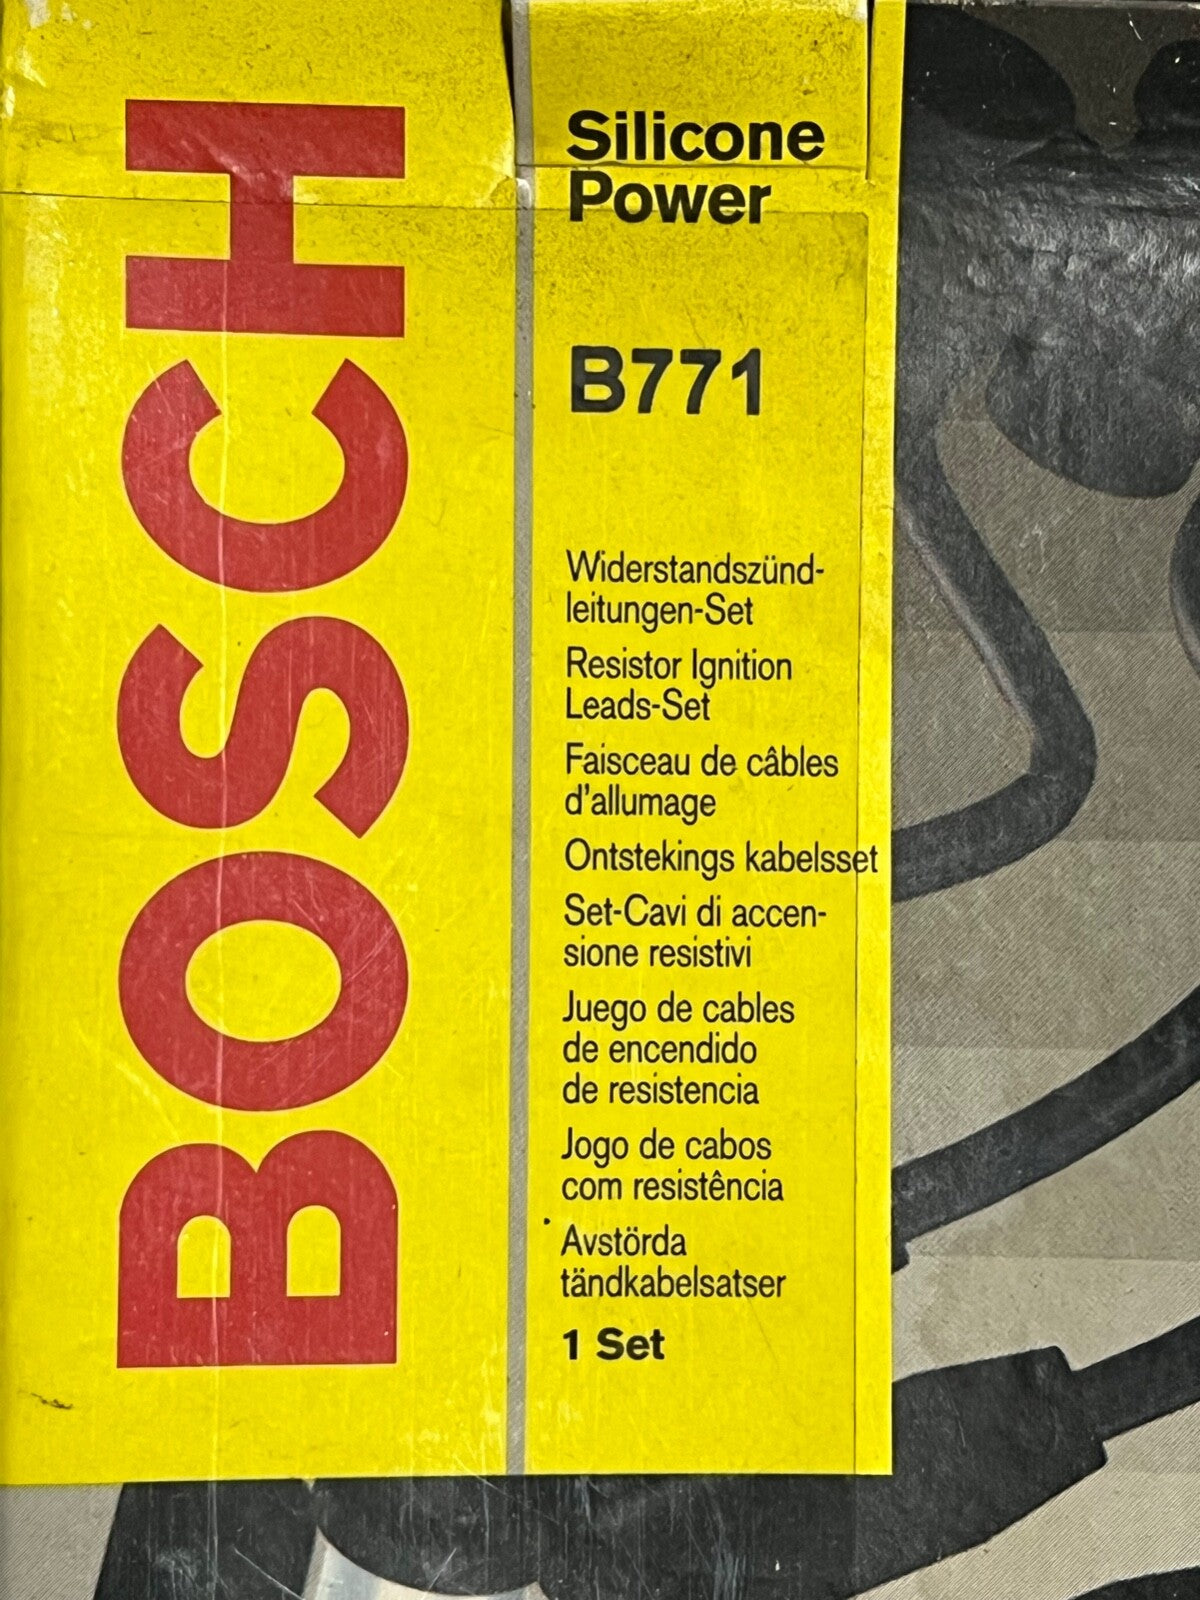 BOSCH
Silicone
Power
B771
Widerstandszünd-
leitungen-Set
Resistor Ignition
Leads-Set
Faisceau de câbles
d'allumage
Ontstekings kabelsset
Set-Cavi di accen-
sione resistivi
Juego de cables
de encendido
de resistencia
Jogo de cabos
com resistência
Avstörda
tändkabelsatser
1 Set